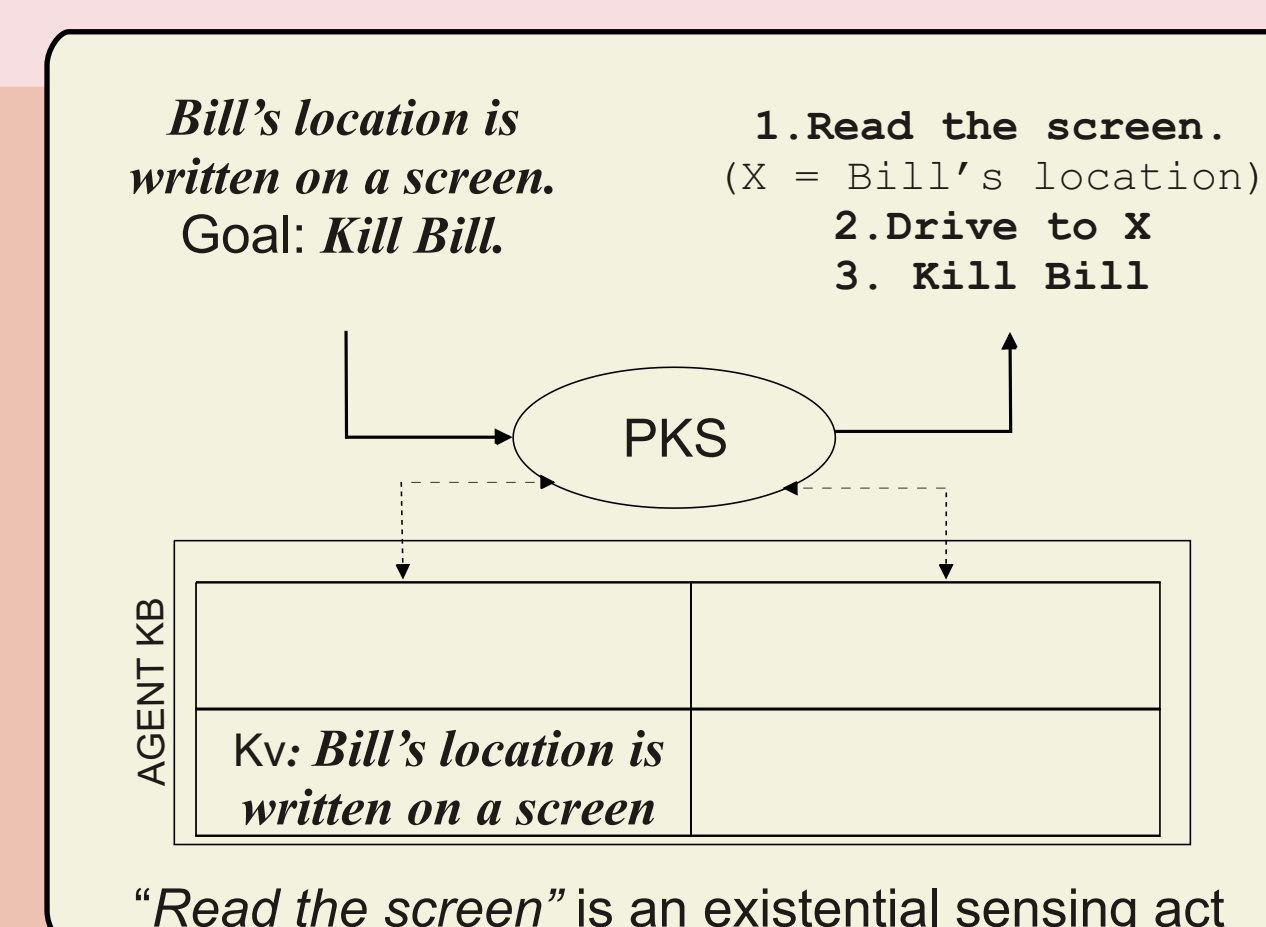 Bill’s location is
written on a screen.
Goal: Kill Bill.
1.Read the screen.
(X = Bill’s location)
2.Drive to X
3. Kill Bill
PKS
AGENT KB
Kv: Bill’s location is
written on a screen
“Read the screen” is an existential sensing act